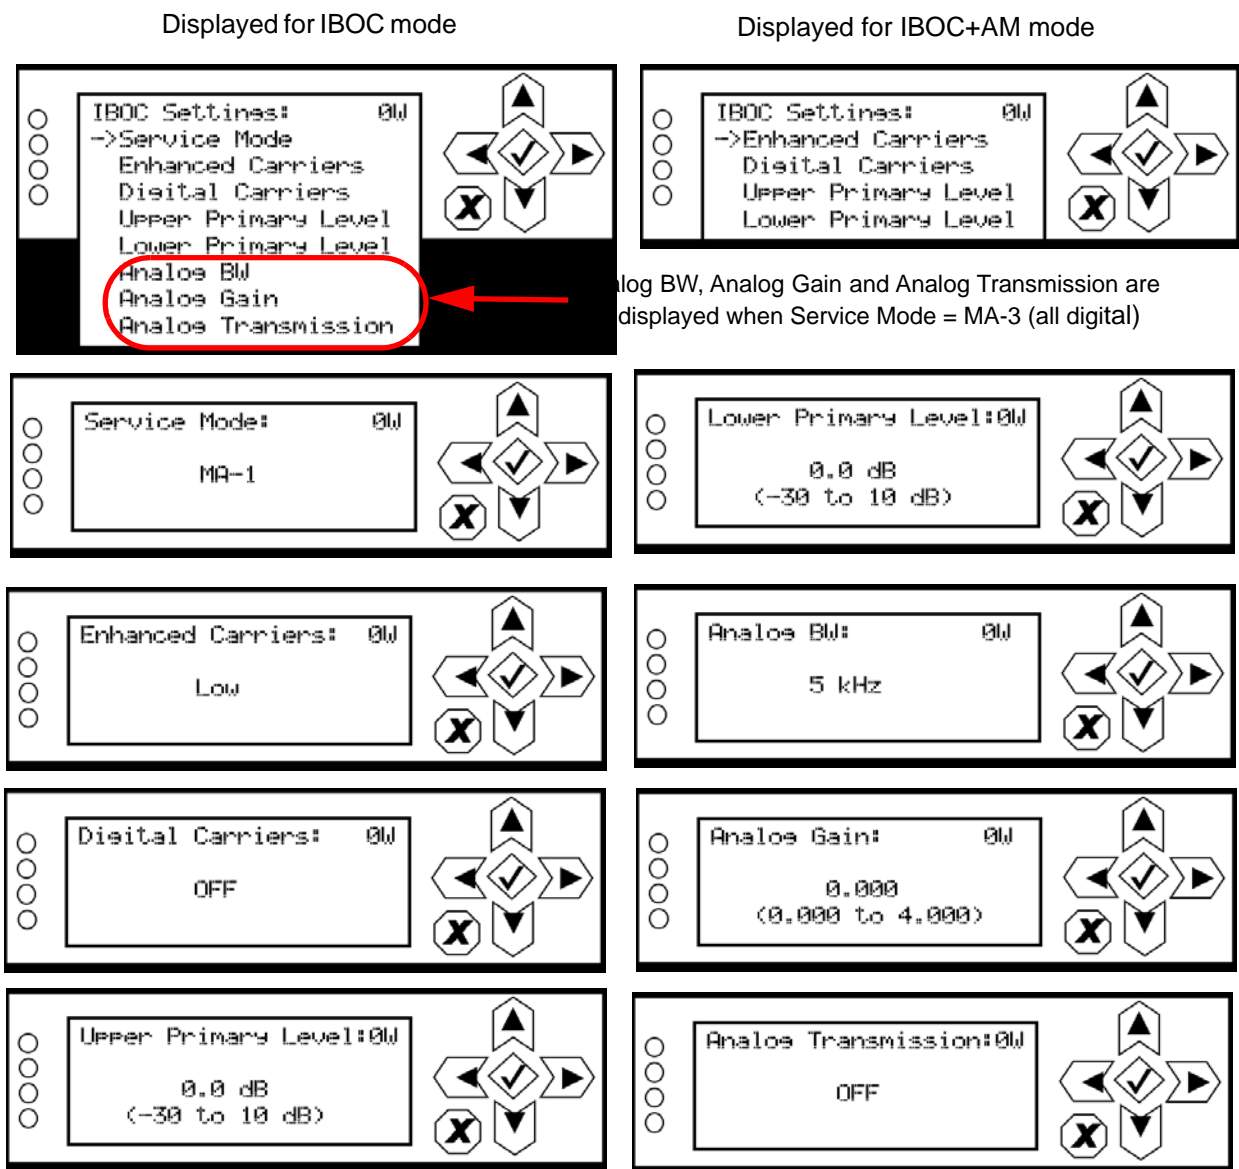 Displayed for IBOC mode
Displayed for IBOC+AM mode
IBOC Settings: 0W
->Service Mode
Enhanced Carriers
Digital Carriers
Upper Primary Level
Lower Primary Level
Analog BW
Analog Gain
Analog Transmission
IBOC Settings: 0W
->Enhanced Carriers
Digital Carriers
Upper Primary Level
Lower Primary Level
alog BW, Analog Gain and Analog Transmission are
displayed when Service Mode = MA-3 (all digital)
Service Mode: 0W
MA-1
Lower Primary Level:0W
0.0 dB
(-30 to 10 dB)
Enhanced Carriers: 0W
Low
Analog BW: 0W
5 kHz
Digital Carriers: 0W
OFF
Analog Gain: 0W
0.000
(0.000 to 4.000)
Upper Primary Level:0W
0.0 dB
(-30 to 10 dB)
Analog Transmission:0W
OFF